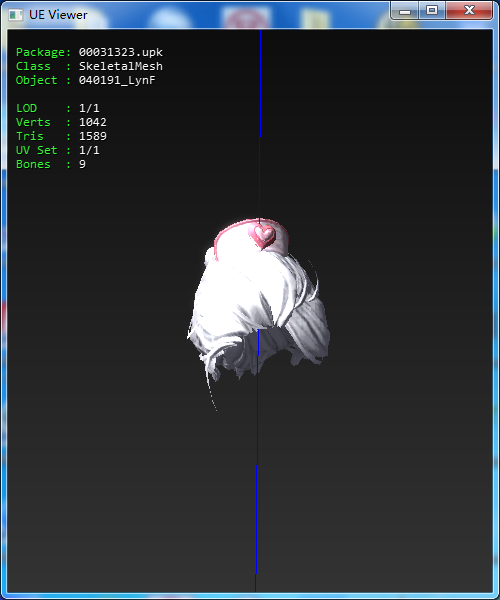 UE Viewer
Package: 00031323.upk
Class  : SkeletalMesh
Object : 040191_LynF
LOD    : 1/1
Verts  : 1042
Tris   : 1589
UV Set : 1/1
Bones  : 9